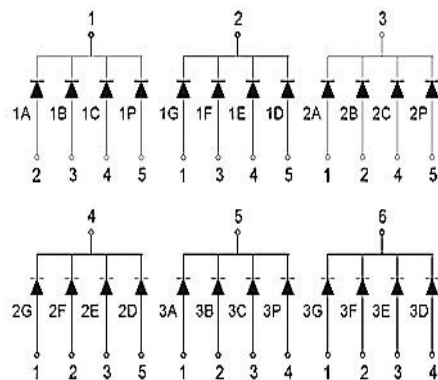 1 2 3
1A 1B 1C 1P 1G 1F 1E 1D 2A 2B 2C 2P
2 3 4 5 1 3 4 5 1 2 4 5
4 5 6
2G 2F 2E 2D 3A 3B 3C 3P 3G 3F 3E 3D
1 2 3 5 1 2 3 4 1 2 3 4